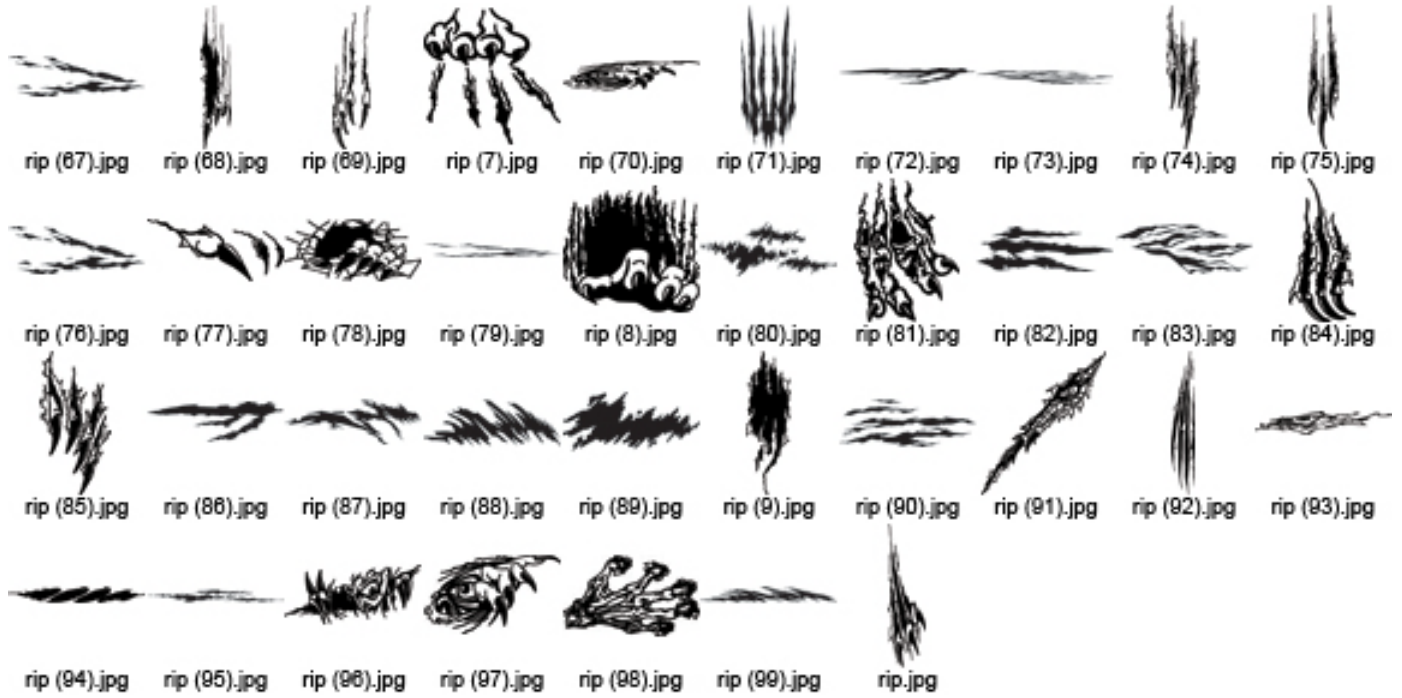 rip (67).jpg rip (68).jpg rip (69).jpg rip (7).jpg rip (70).jpg rip (71).jpg rip (72).jpg rip (73).jpg rip (74).jpg rip (75).jpg
rip (76).jpg rip (77).jpg rip (78).jpg rip (79).jpg rip (8).jpg rip (80).jpg rip (81).jpg rip (82).jpg rip (83).jpg rip (84).jpg
rip (85).jpg rip (86).jpg rip (87).jpg rip (88).jpg rip (89).jpg rip (9).jpg rip (90).jpg rip (91).jpg rip (92).jpg rip (93).jpg
rip (94).jpg rip (95).jpg rip (96).jpg rip (97).jpg rip (98).jpg rip (99).jpg rip.jpg